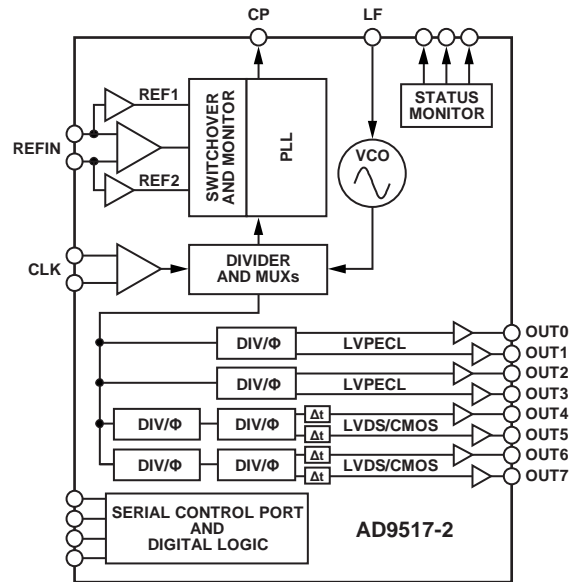 CP
LF
REF1
REFIN
REF2
SWITCHOVER
AND MONITOR
PLL
STATUS
MONITOR
VCO
CLK
DIVIDER
AND MUXs
DIV/Φ
LVPECL
OUT0
OUT1
DIV/Φ
LVPECL
OUT2
OUT3
DIV/Φ
DIV/Φ
Δt
Δt
LVDS/CMOS
OUT4
OUT5
DIV/Φ
DIV/Φ
Δt
Δt
LVDS/CMOS
OUT6
OUT7
SERIAL CONTROL PORT
AND
DIGITAL LOGIC
AD9517-2